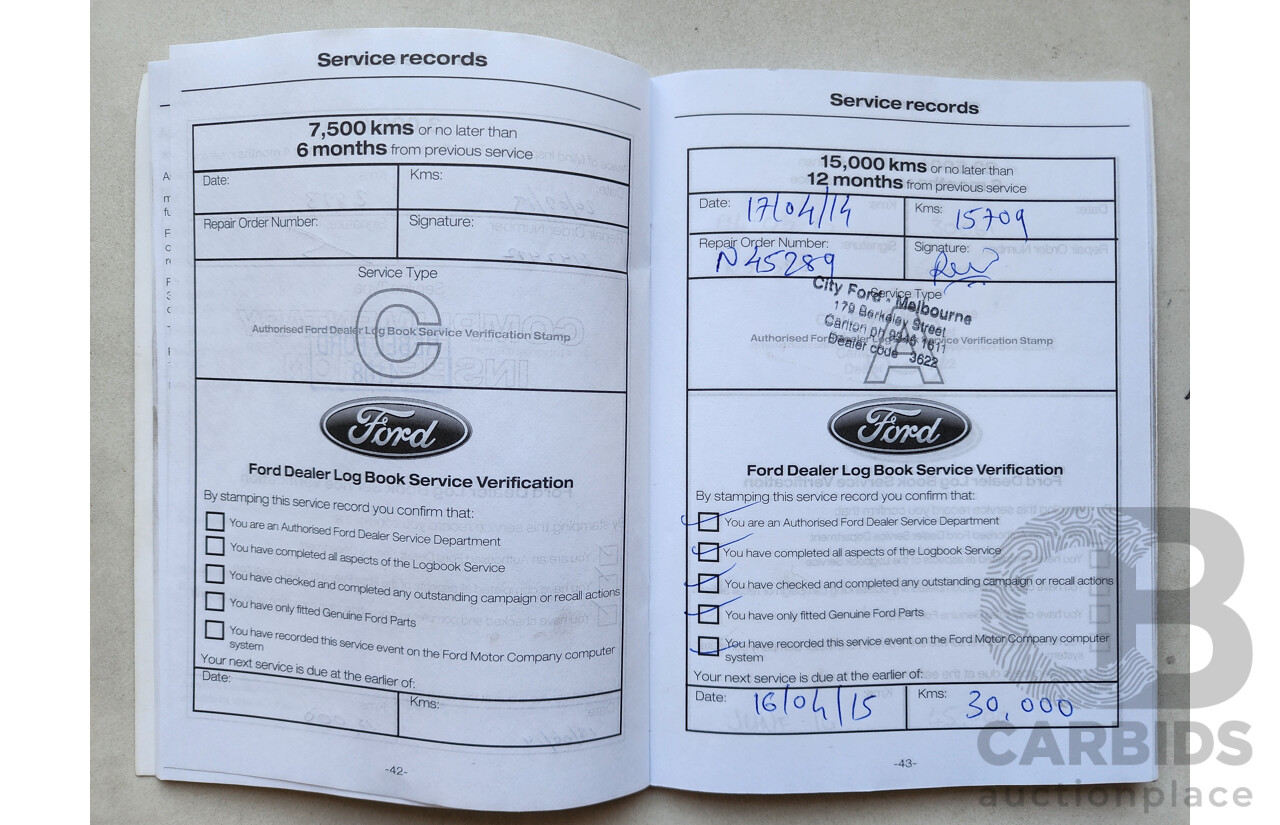 Service records
7,500 kms or no later than
6 months from previous service
Date:
Kms:
Repair Order Number:
Signature:
Service Type
C
Authorised Ford Dealer Log Book Service Verification Stamp
Ford
Ford Dealer Log Book Service Verification
By stamping this service record you confirm that:
You are an Authorised Ford Dealer Service Department
You have completed all aspects of the Logbook Service
You have checked and completed any outstanding campaign or recall actions
You have only fitted Genuine Ford Parts
You have recorded this service event on the Ford Motor Company computer
system
Your next service is due at the earlier of:
Date:
Kms:
-42-
Service records
15,000 kms or no later than
12 months from previous service
Date: 17/04/14
Kms: 15709
Repair Order Number:
N45289
Signature:
Service Type
City Ford - Melbourne
179 Berkeley Street
Carlton ph 9346 1611
Dealer code 3622
A
Authorised Ford Dealer Log Book Service Verification Stamp
Ford
Ford Dealer Log Book Service Verification
By stamping this service record you confirm that:
You are an Authorised Ford Dealer Service Department
You have completed all aspects of the Logbook Service
You have checked and completed any outstanding campaign or recall actions
You have only fitted Genuine Ford Parts
You have recorded this service event on the Ford Motor Company computer
system
Your next service is due at the earlier of:
Date: 16/04/15
Kms: 30,000
-43-
CB
CARBIDS
auctionplace